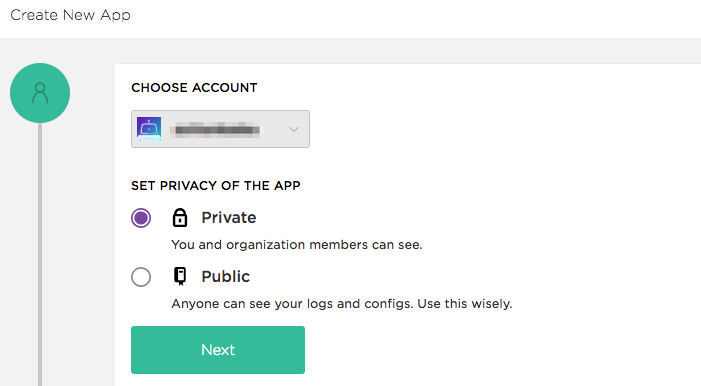 Create New App
CHOOSE ACCOUNT
SET PRIVACY OF THE APP
Private
You and organization members can see.
Public
Anyone can see your logs and configs. Use this wisely.
Next